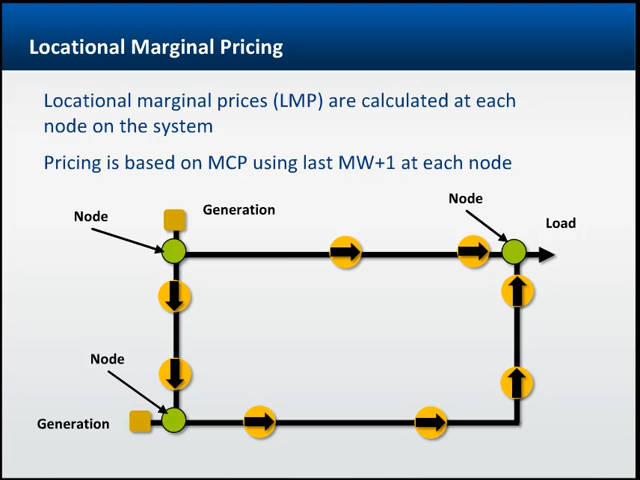 Locational Marginal Pricing
Locational marginal prices (LMP) are calculated at each
node on the system
Pricing is based on MCP using last MW+1 at each node
Node
Generation
Node
Load
Node
Generation